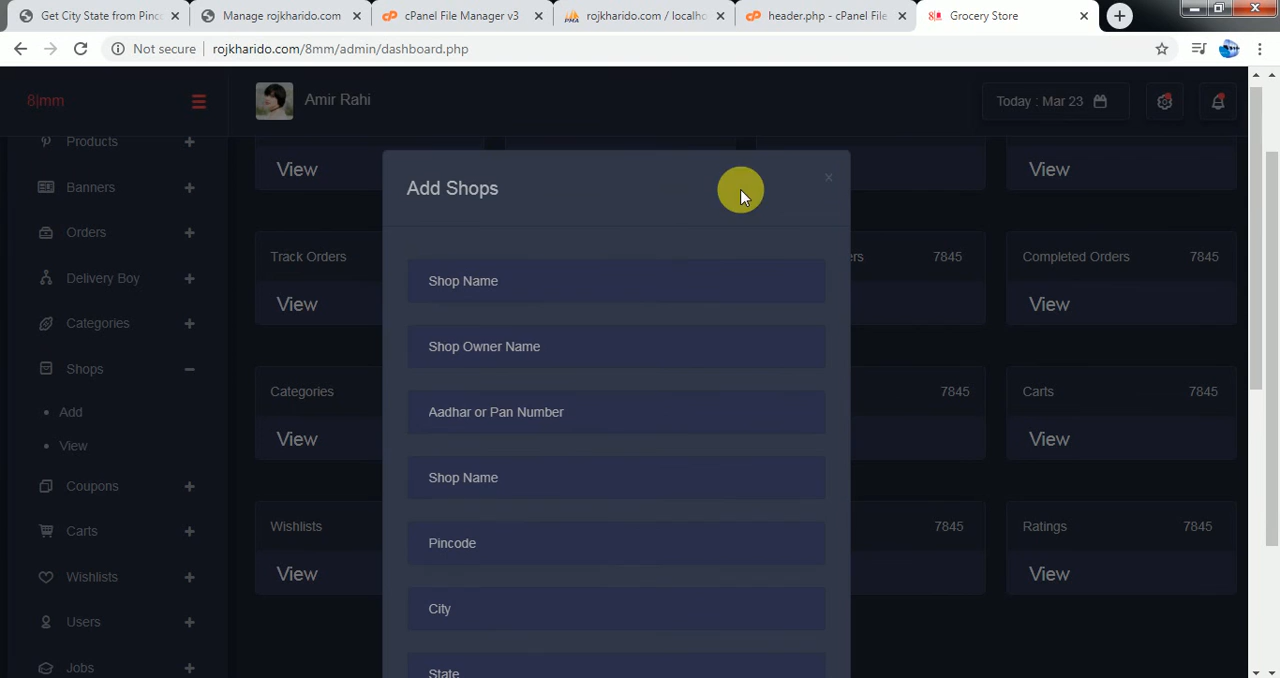 Get City State from Pinc
Manage rojkharido.com
cPanel File Manager v3
rojkharido.com / localho
header.php - cPanel File
Grocery Store
Not secure
rojkharido.com/8mm/admin/dashboard.php
8|mm
Amir Rahi
Today : Mar 23
Products
Banners
Orders
Delivery Boy
Categories
Shops
Add
View
Coupons
Carts
Wishlists
Users
Jobs
View
View
Track Orders
ers 7845
Completed Orders 7845
View
View
Categories
7845
Carts 7845
View
View
Wishlists
7845
Ratings 7845
View
View
Add Shops
×
Shop Name
Shop Owner Name
Aadhar or Pan Number
Shop Name
Pincode
City
State